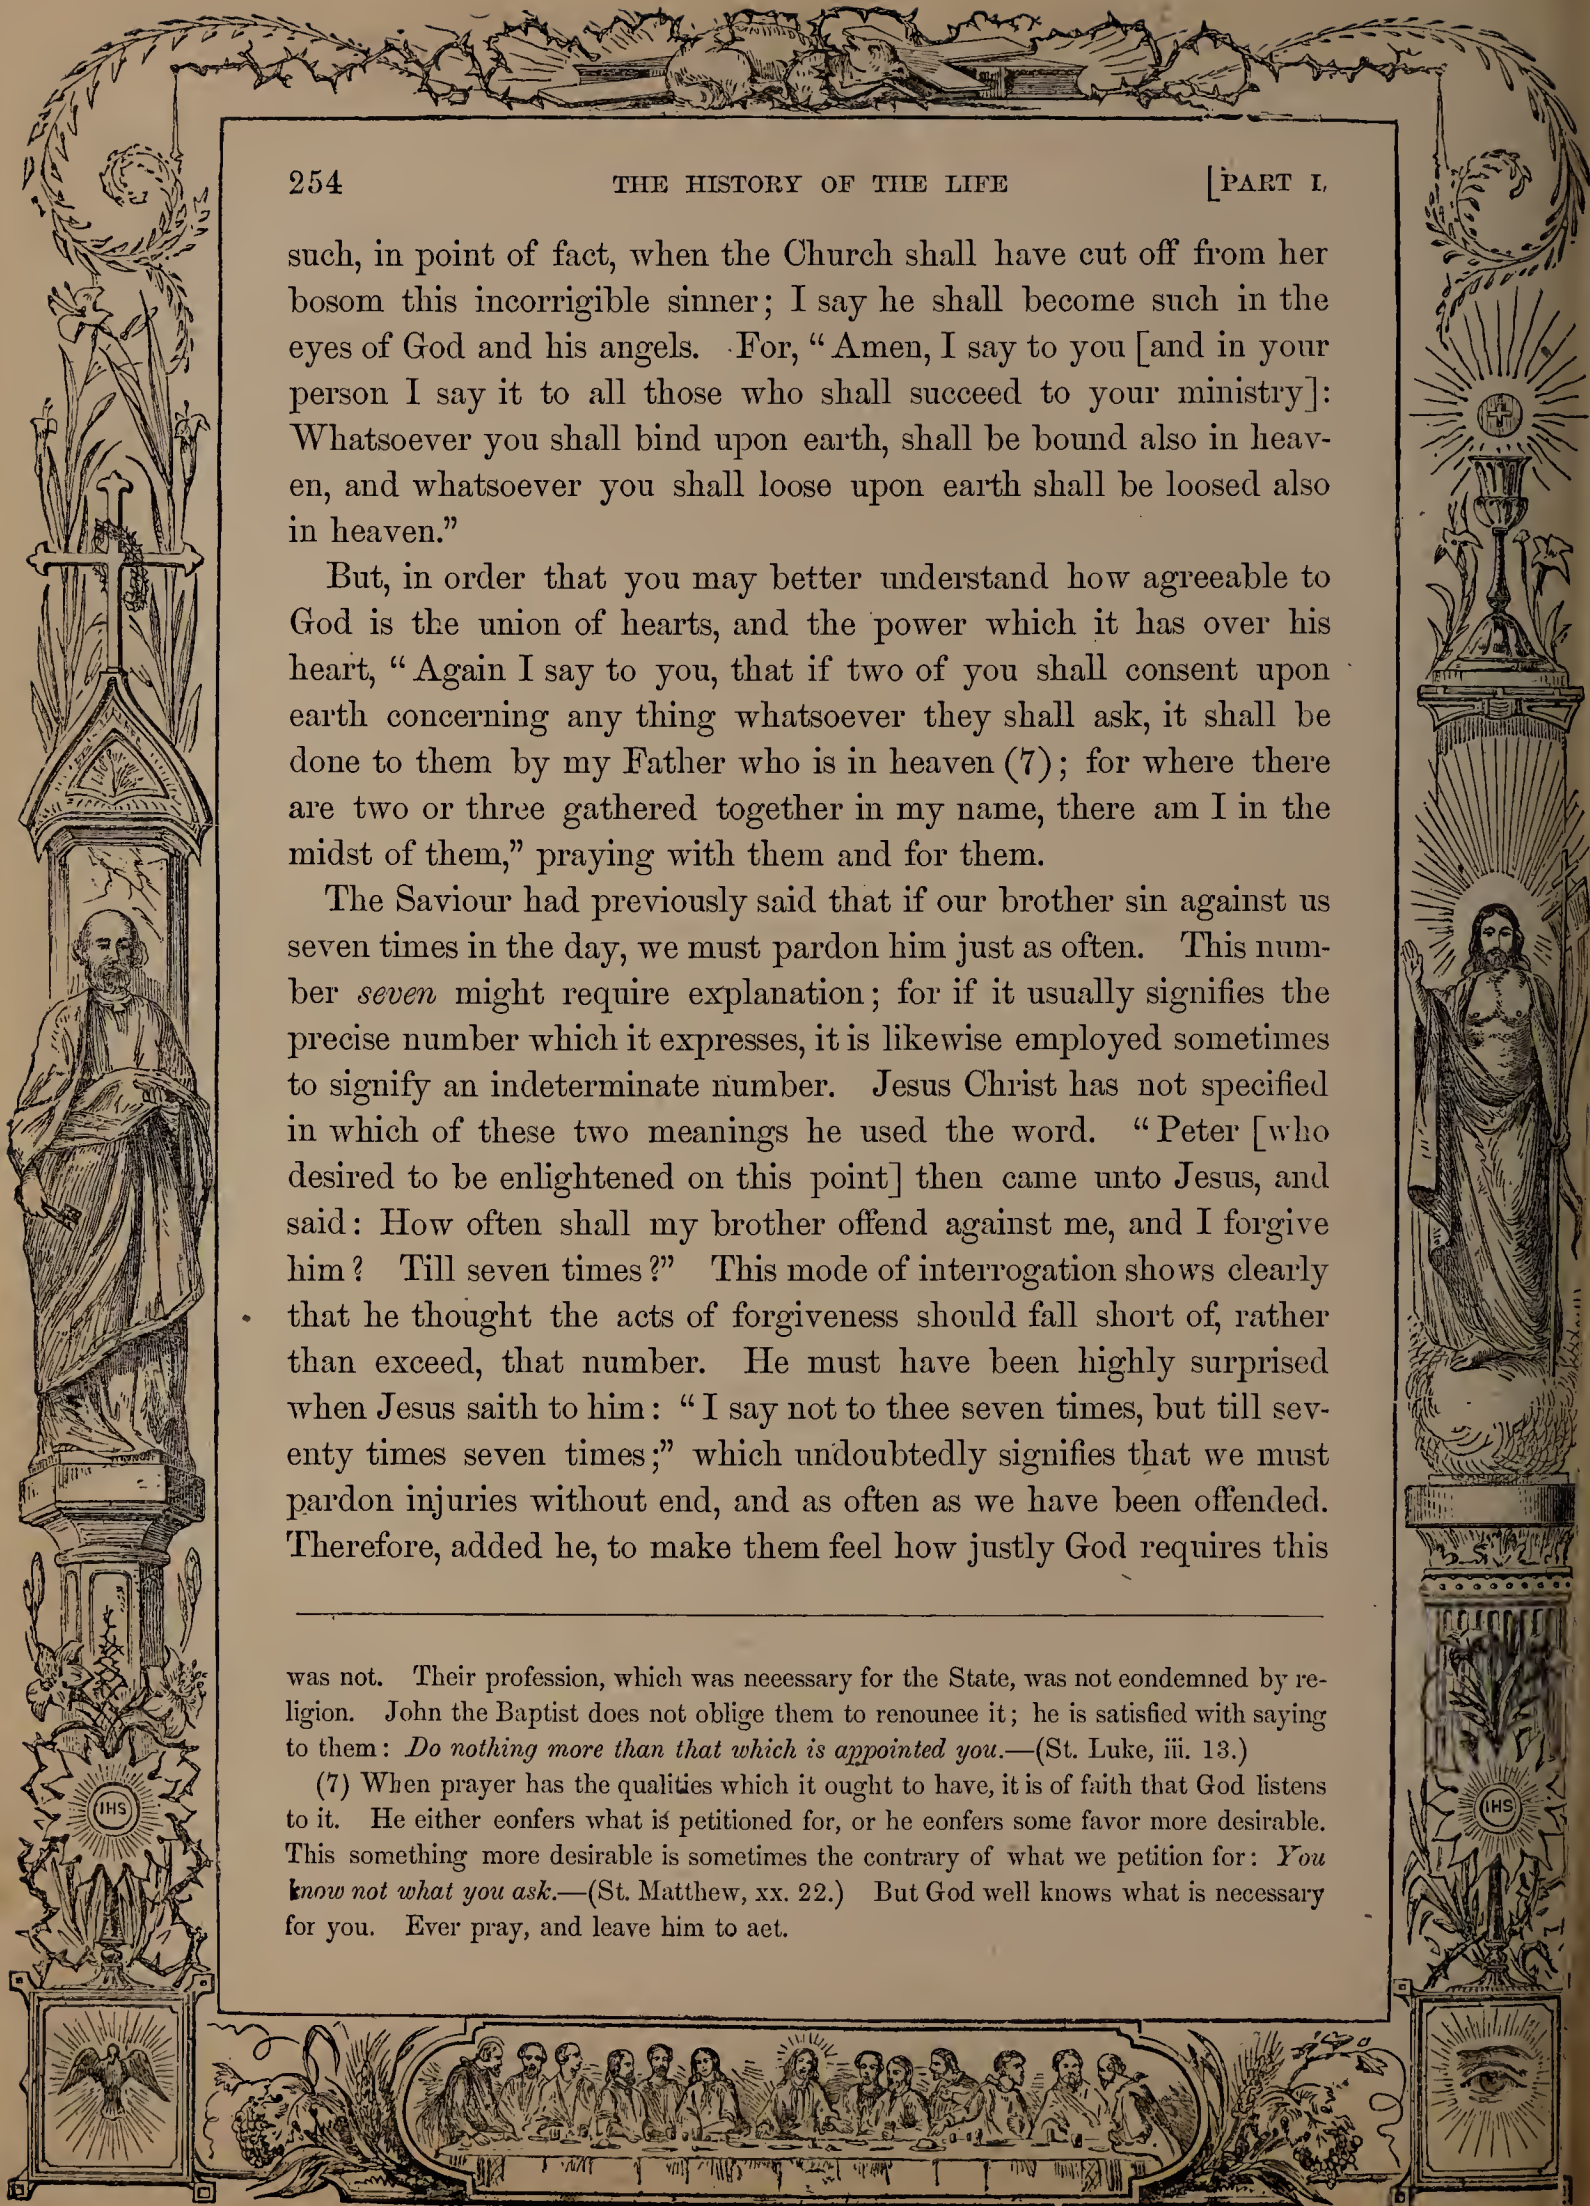 254 THE HISTORY OF THE LIFE [PART I,
such, in point of fact, when the Church shall have cut off from her
bosom this incorrigible sinner; I say he shall become such in the
eyes of God and his angels. For, “Amen, I say to you [and in your
person I say it to all those who shall succeed to your ministry]:
Whatsoever you shall bind upon earth, shall be bound also in heav-
en, and whatsoever you shall loose upon earth shall be loosed also
in heaven.”
But, in order that you may better understand how agreeable to
God is the union of hearts, and the power which it has over his
heart, “Again I say to you, that if two of you shall consent upon
earth concerning any thing whatsoever they shall ask, it shall be
done to them by my Father who is in heaven (7); for where there
are two or three gathered together in my name, there am I in the
midst of them,” praying with them and for them.
The Saviour had previously said that if our brother sin against us
seven times in the day, we must pardon him just as often. This num-
ber seven might require explanation; for if it usually signifies the
precise number which it expresses, it is likewise employed sometimes
to signify an indeterminate number. Jesus Christ has not specified
in which of these two meanings he used the word. “Peter [who
desired to be enlightened on this point] then came unto Jesus, and
said: How often shall my brother offend against me, and I forgive
him? Till seven times?” This mode of interrogation shows clearly
that he thought the acts of forgiveness should fall short of, rather
than exceed, that number. He must have been highly surprised
when Jesus saith to him: “I say not to thee seven times, but till sev-
enty times seven times;” which undoubtedly signifies that we must
pardon injuries without end, and as often as we have been offended.
Therefore, added he, to make them feel how justly God requires this
was not. Their profession, which was necessary for the State, was not condemned by re-
ligion. John the Baptist does not oblige them to renounce it; he is satisfied with saying
to them: Do nothing more than that which is appointed you.—(St. Luke, iii. 13.)
(7) When prayer has the qualities which it ought to have, it is of faith that God listens
to it. He either confers what is petitioned for, or he confers some favor more desirable.
This something more desirable is sometimes the contrary of what we petition for: You
know not what you ask.—(St. Matthew, xx. 22.) But God well knows what is necessary
for you. Ever pray, and leave him to act.
IHS
IHS